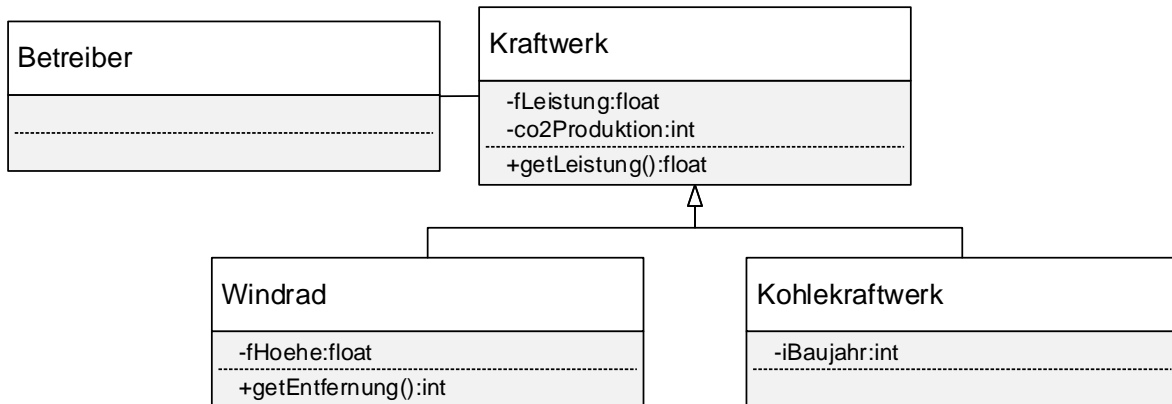 Betreiber
Kraftwerk
-fLeistung:float
-co2Produktion:int
+getLeistung():float
Windrad
-fHoehe:float
+getEntfernung():int
Kohlekraftwerk
-iBaujahr:int